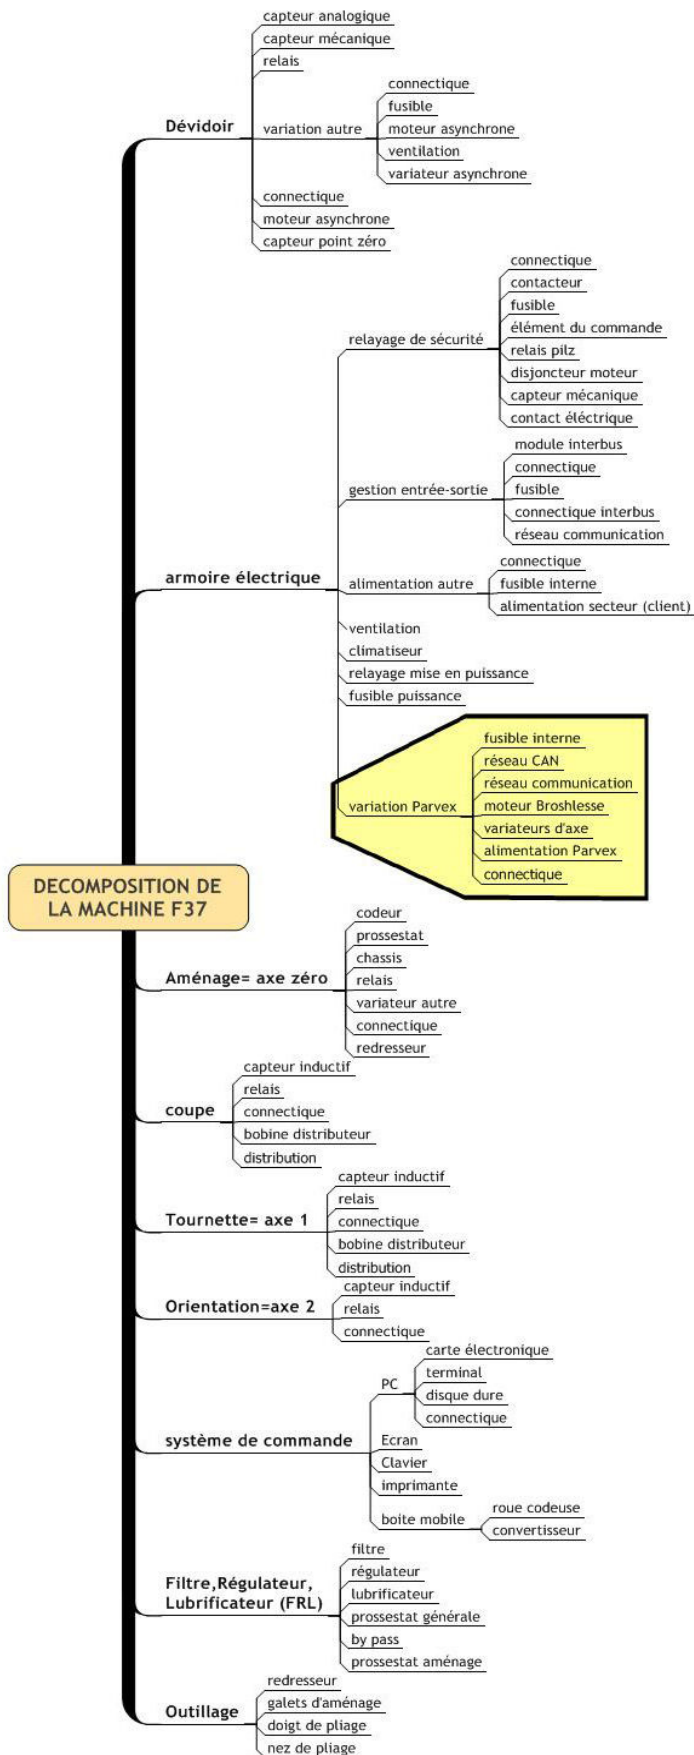 capteur analogique
capteur mécanique
relais
connectique
fusible
Dévidoir
variation autre
moteur asynchrone
ventilation
variateur asynchrone
connectique
moteur asynchrone
capteur point zéro
connectique
contacteur
fusible
élément du commande
relayage de sécurité
relais pilz
disjoncteur moteur
capteur mécanique
contact éléctrique
module interbus
connectique
gestion entrée-sortie
fusible
connectique interbus
réseau communication
connectique
armoire électrique
alimentation autre
fusible interne
alimentation secteur (client)
ventilation
climatiseur
relayage mise en puissance
fusible puissance
fusible interne
réseau CAN
réseau communication
variation Parvex
moteur Broshlesse
variateurs d'axe
alimentation Parvex
connectique
DECOMPOSITION DE
LA MACHINE F37
codeur
prossestat
chassis
Aménage= axe zéro
relais
variateur autre
connectique
redresseur
capteur inductif
relais
coupe
connectique
bobine distributeur
distribution
capteur inductif
relais
Tournette= axe 1
connectique
bobine distributeur
distribution
capteur inductif
Orientation=axe 2
relais
connectique
carte électronique
terminal
PC
disque dure
connectique
système de commande
Ecran
Clavier
imprimante
boite mobile
roue codeuse
convertisseur
filtre
régulateur
Filtre,Régulateur,
Lubrificateur (FRL)
lubrificateur
prossestat générale
by pass
prossestat aménage
redresseur
galets d'aménage
Outillage
doigt de pliage
nez de pliage